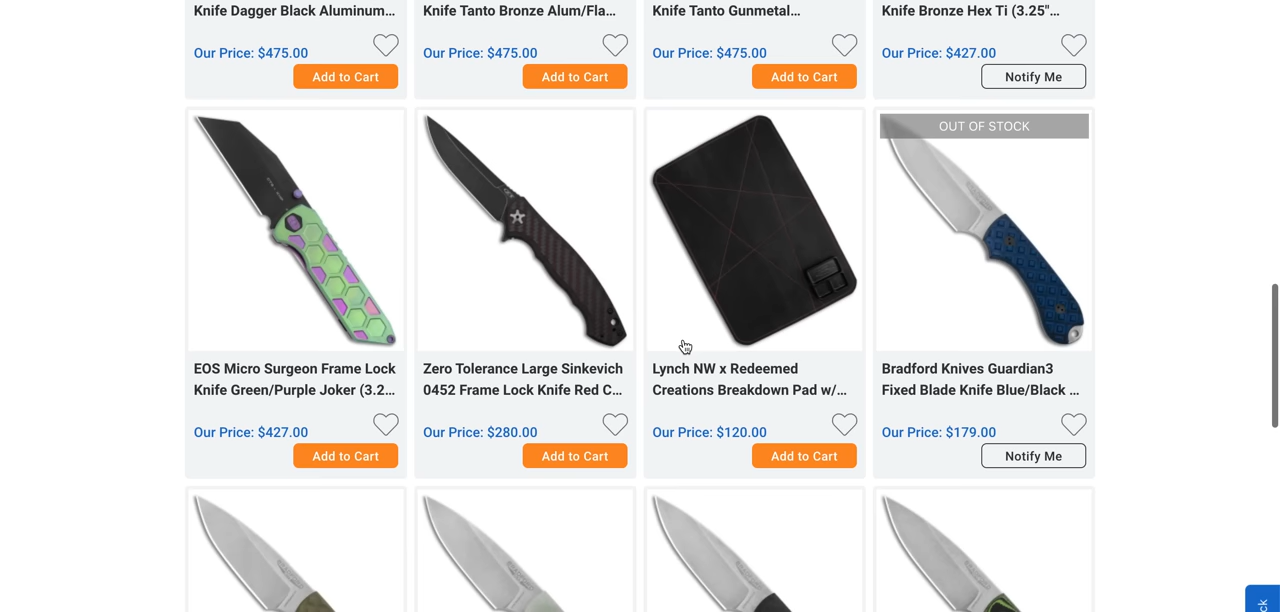 Knife Dagger Black Aluminum...
Knife Tanto Bronze Alum/Fla...
Knife Tanto Gunmetal...
Knife Bronze Hex Ti (3.25"...
Our Price: $475.00
Our Price: $475.00
Our Price: $475.00
Our Price: $427.00
Add to Cart
Add to Cart
Add to Cart
Notify Me
OUT OF STOCK
EOS Micro Surgeon Frame Lock
Knife Green/Purple Joker (3.2...
Zero Tolerance Large Sinkevich
0452 Frame Lock Knife Red C...
Lynch NW x Redeemed
Creations Breakdown Pad w/...
Bradford Knives Guardian3
Fixed Blade Knife Blue/Black ...
Our Price: $427.00
Our Price: $280.00
Our Price: $120.00
Our Price: $179.00
Add to Cart
Add to Cart
Add to Cart
Notify Me